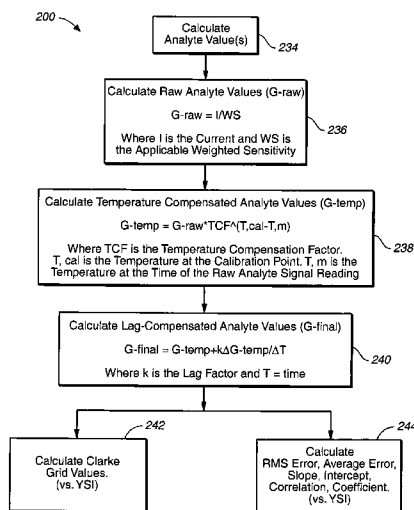 200
Calculate
Analyte Value(s)
234
Calculate Raw Analyte Values (G-raw)
G-raw = I/WS
Where I is the Current and WS is
the Applicable Weighted Sensitivity
236
Calculate Temperature Compensated Analyte Values (G-temp)
G-temp = G-raw*TCF^(T,cal-T,m)
Where TCF is the Temperature Compensation Factor.
T, cal is the Temperature at the Calibration Point. T, m is the
Temperature at the Time of the Raw Analyte Signal Reading
238
Calculate Lag-Compensated Analyte Values (G-final)
G-final = G-temp+kΔG-temp/ΔT
Where k is the Lag Factor and T = time
240
242
Calculate Clarke
Grid Values.
(vs. YSI)
244
Calculate
RMS Error, Average Error,
Slope, Intercept,
Correlation, Coefficient.
(vs. YSI)